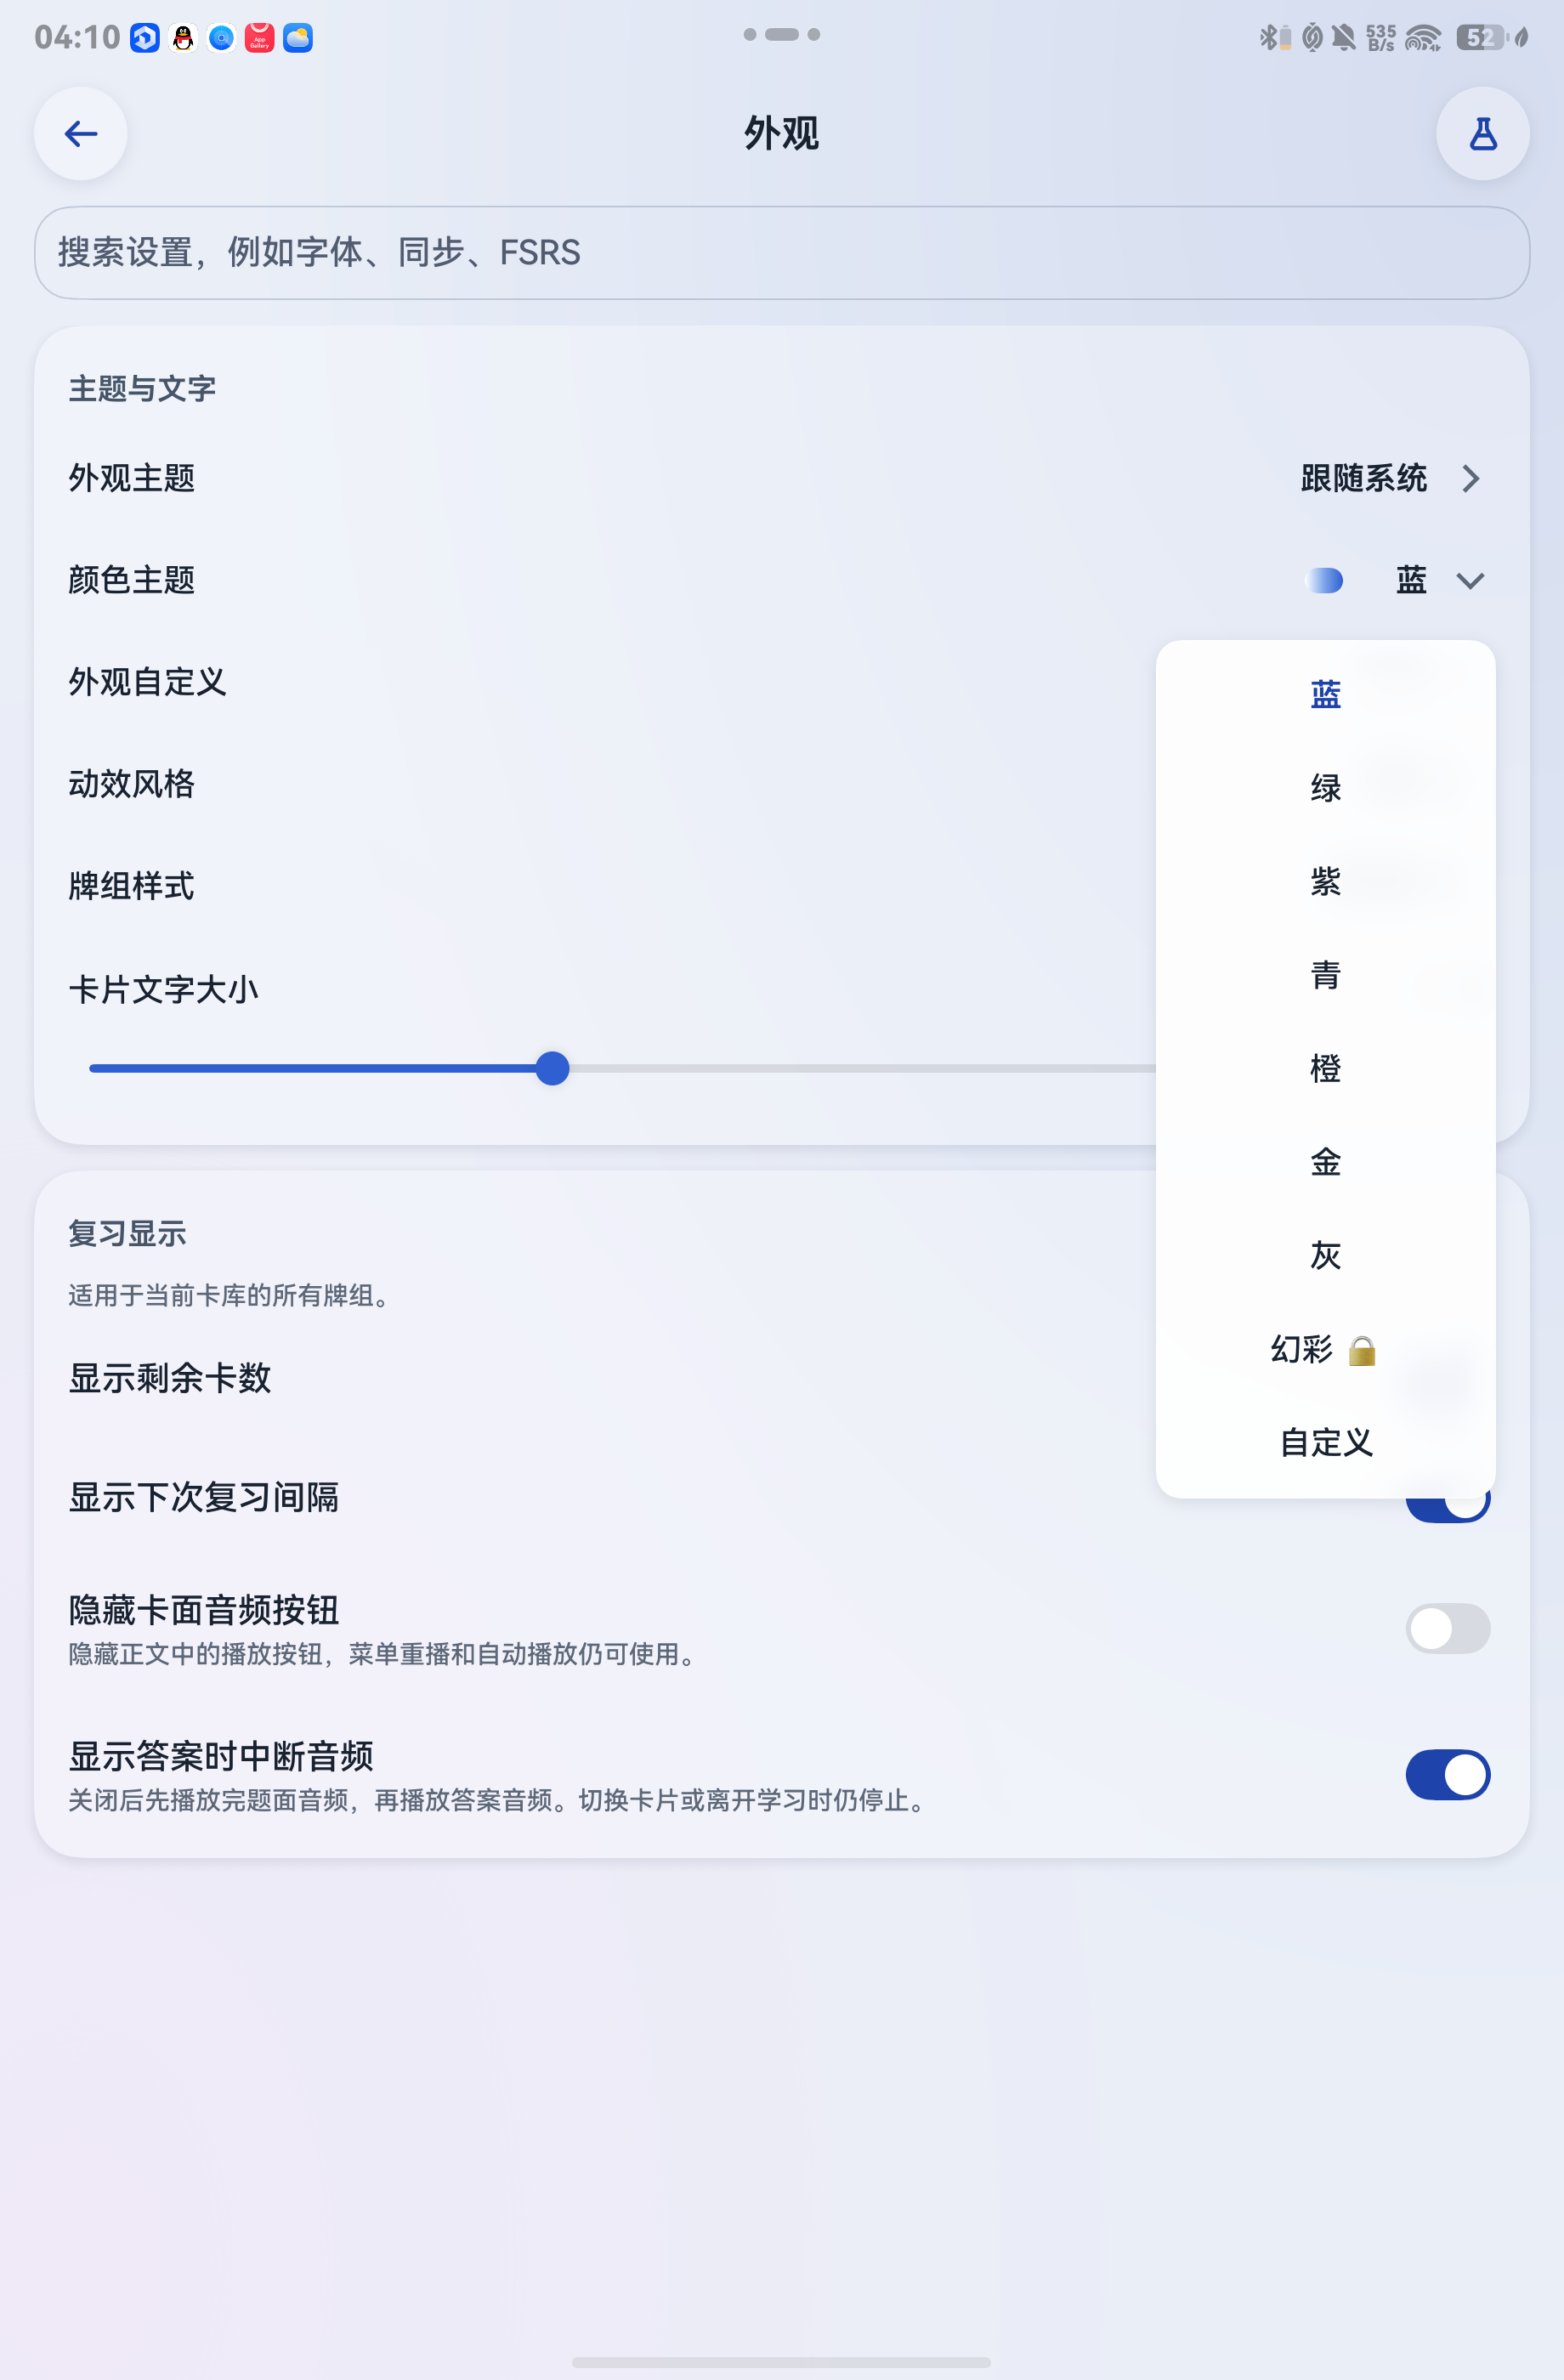 04:10
535
B/s
52
外观
搜索设置，例如字体、同步、FSRS
主题与文字
外观主题
跟随系统
颜色主题
蓝
外观自定义
动效风格
牌组样式
卡片文字大小
蓝
绿
紫
青
橙
金
灰
幻彩 🔒
自定义
复习显示
适用于当前卡库的所有牌组。
显示剩余卡数
显示下次复习间隔
隐藏卡面音频按钮
隐藏正文中的播放按钮，菜单重播和自动播放仍可使用。
显示答案时中断音频
关闭后先播放完题面音频，再播放答案音频。切换卡片或离开学习时仍停止。